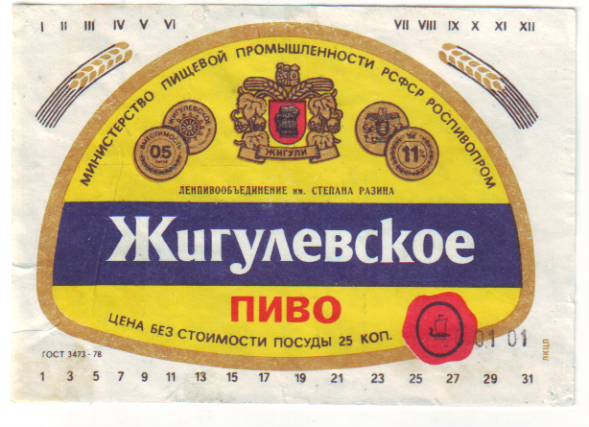 I II III IV V VI VII VIII IX X XI XII
МИНИСТЕРСТВО ПИЩЕВОЙ ПРОМЫШЛЕННОСТИ РСФСР РОСПИВОПРОМ
ЖИГУЛЕВСКОЕ
ВМЕСТИМОСТЬ
05
ЖИГУЛИ
11%
ЛЕНПИВООБЪЕДИНЕНИЕ им. СТЕПАНА РАЗИНА
Жигулевское
ПИВО
ЦЕНА БЕЗ СТОИМОСТИ ПОСУДЫ 25 КОП.
01 01
ГОСТ 3473-78
1 3 5 7 9 11 13 15 17 19 21 23 25 27 29 31